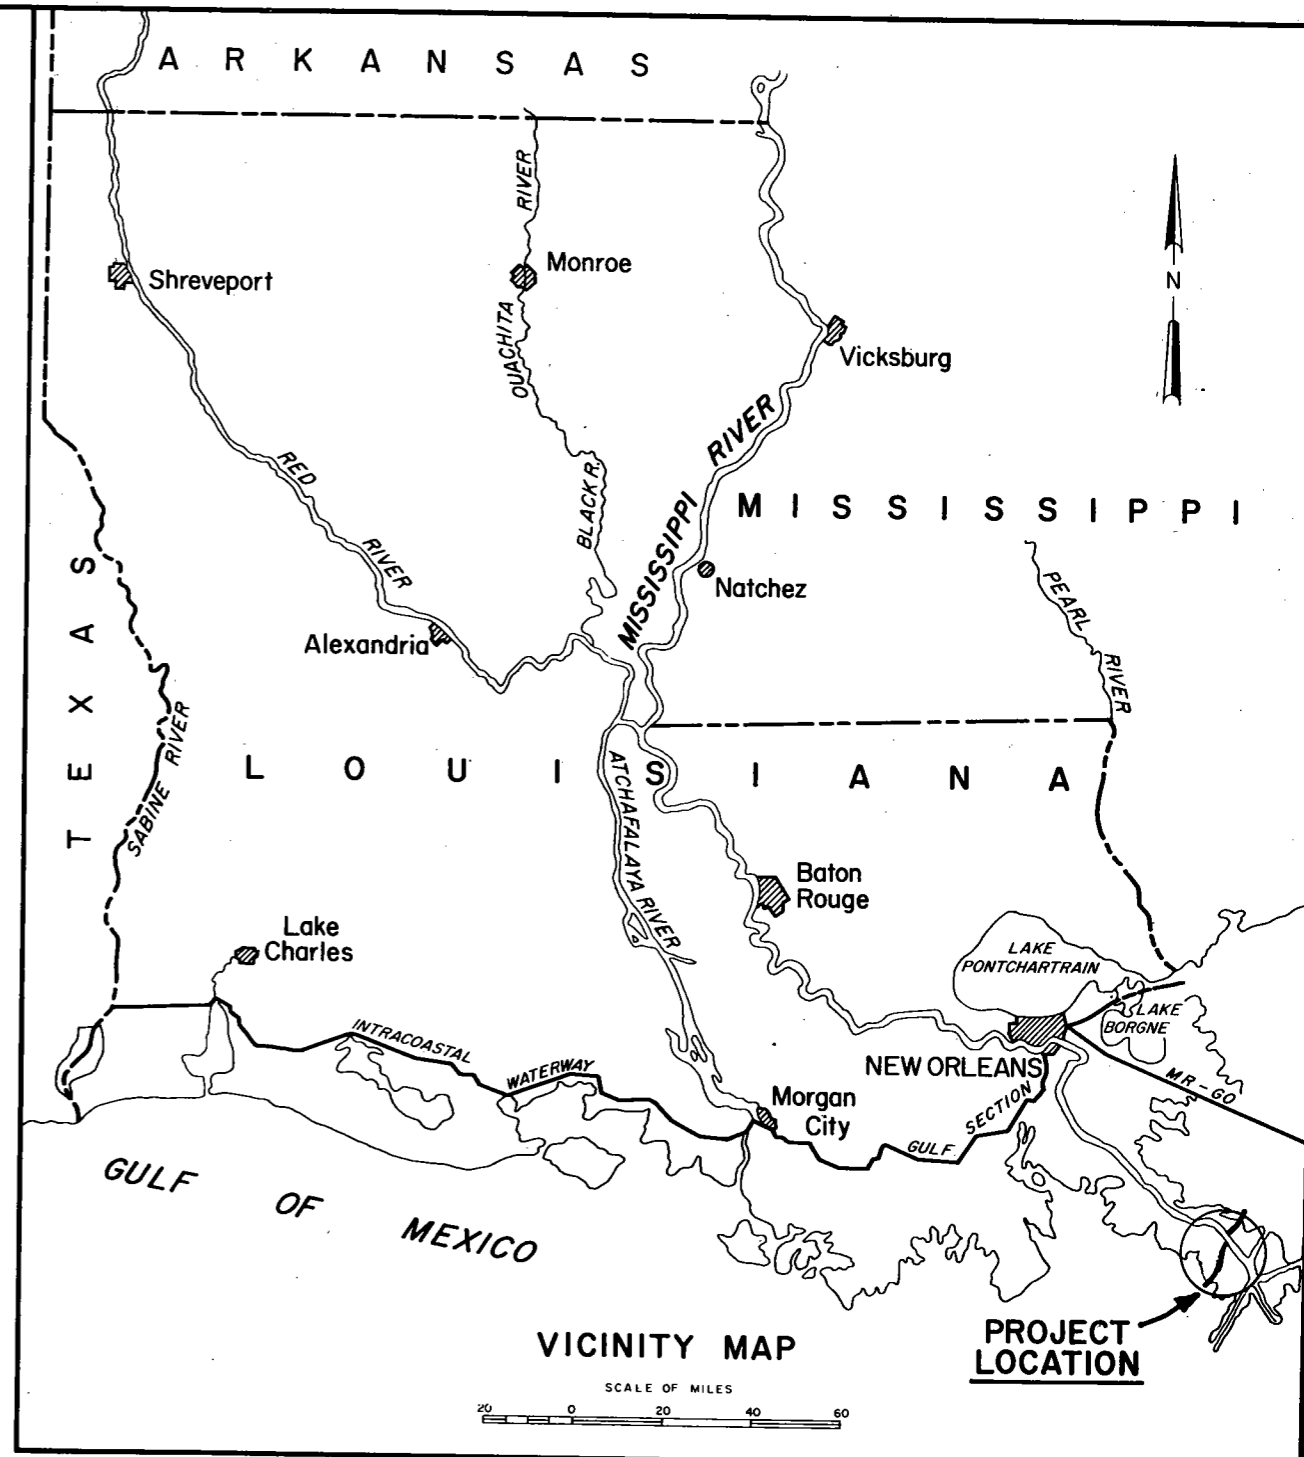 ARKANSAS
RIVER
Monroe
Shreveport
N
OUACHITA
Vicksburg
RIVER
RED
BLACK R.
MISSISSIPPI
MISSISSIPPI
RIVER
TEXAS
Natchez
PEARL
Alexandria
RIVER
SABINE RIVER
LOUISIANA
ATCHAFALAYA RIVER
Baton
Rouge
Lake
Charles
LAKE
PONTCHARTRAIN
LAKE
BORGNE
INTRACOASTAL
WATERWAY
NEW ORLEANS
MR-GO
Morgan
City
GULF
SECTION
GULF OF MEXICO
PROJECT
LOCATION
VICINITY MAP
SCALE OF MILES
20 0 20 40 60